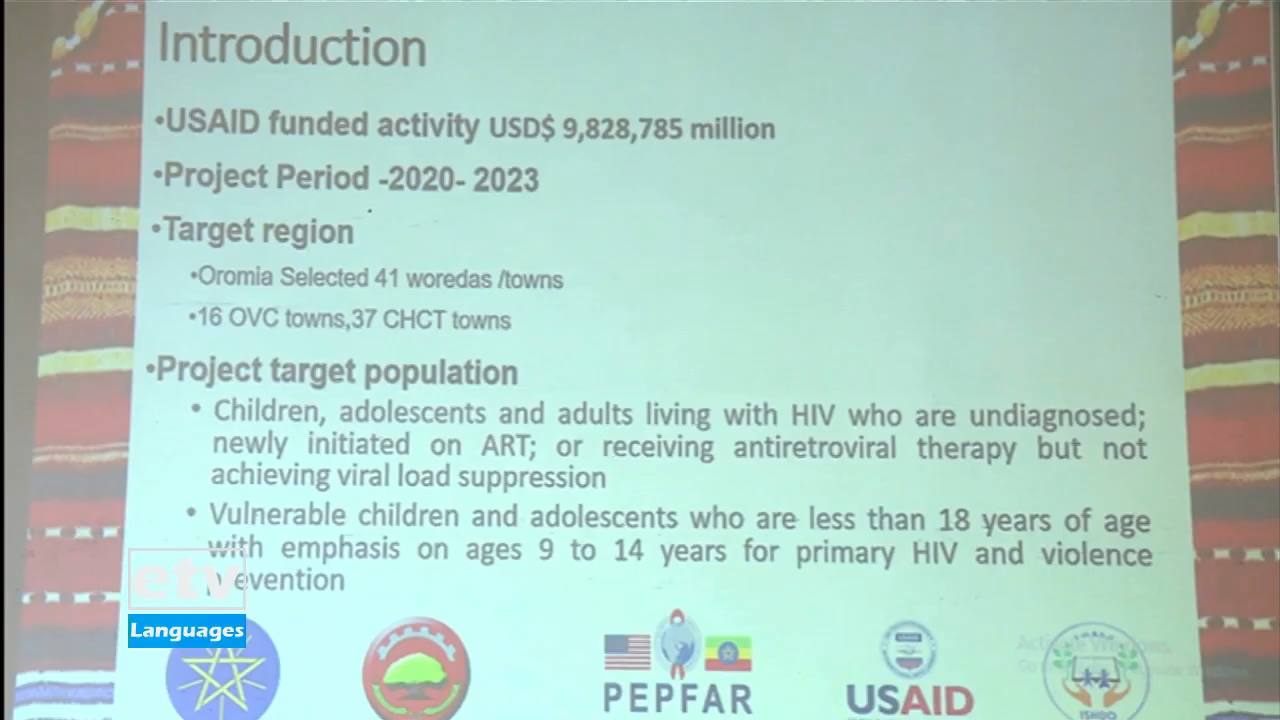 Introduction
•USAID funded activity USD$ 9,828,785 million
•Project Period -2020- 2023
•Target region
•Oromia Selected 41 woredas /towns
•16 OVC towns,37 CHCT towns
•Project target population
• Children, adolescents and adults living with HIV who are undiagnosed;
newly initiated on ART; or receiving antiretroviral therapy but not
achieving viral load suppression
• Vulnerable children and adolescents who are less than 18 years of age
with emphasis on ages 9 to 14 years for primary HIV and violence
prevention
etv
Languages
PEPFAR
USAID